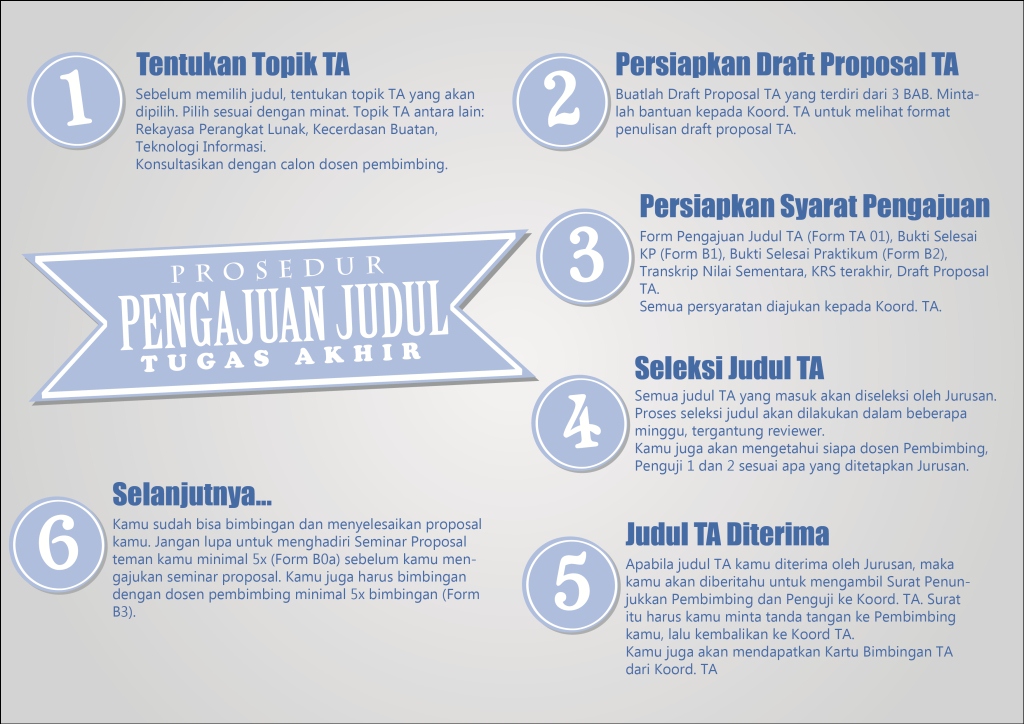 1
Tentukan Topik TA
Sebelum memilih judul, tentukan topik TA yang akan
dipilih. Pilih sesuai dengan minat. Topik TA antara lain:
Rekayasa Perangkat Lunak, Kecerdasan Buatan,
Teknologi Informasi.
Konsultasikan dengan calon dosen pembimbing.
2
Persiapkan Draft Proposal TA
Buatlah Draft Proposal TA yang terdiri dari 3 BAB. Minta-
lah bantuan kepada Koord. TA untuk melihat format
penulisan draft proposal TA.
PROSEDUR
PENGAJUAN JUDUL
TUGAS AKHIR
3
Persiapkan Syarat Pengajuan
Form Pengajuan Judul TA (Form TA 01), Bukti Selesai
KP (Form B1), Bukti Selesai Praktikum (Form B2),
Transkrip Nilai Sementara, KRS terakhir, Draft Proposal
TA.
Semua persyaratan diajukan kepada Koord. TA.
4
Seleksi Judul TA
Semua judul TA yang masuk akan diseleksi oleh Jurusan.
Proses seleksi judul akan dilakukan dalam beberapa
minggu, tergantung reviewer.
Kamu juga akan mengetahui siapa dosen Pembimbing,
Penguji 1 dan 2 sesuai apa yang ditetapkan Jurusan.
5
Judul TA Diterima
Apabila judul TA kamu diterima oleh Jurusan, maka
kamu akan diberitahu untuk mengambil Surat Penun-
jukkan Pembimbing dan Penguji ke Koord. TA. Surat
itu harus kamu minta tanda tangan ke Pembimbing
kamu, lalu kembalikan ke Koord TA.
Kamu juga akan mendapatkan Kartu Bimbingan TA
dari Koord. TA
6
Selanjutnya...
Kamu sudah bisa bimbingan dan menyelesaikan proposal
kamu. Jangan lupa untuk menghadiri Seminar Proposal
teman kamu minimal 5x (Form B0a) sebelum kamu men-
gajukan seminar proposal. Kamu juga harus bimbingan
dengan dosen pembimbing minimal 5x bimbingan (Form
B3).